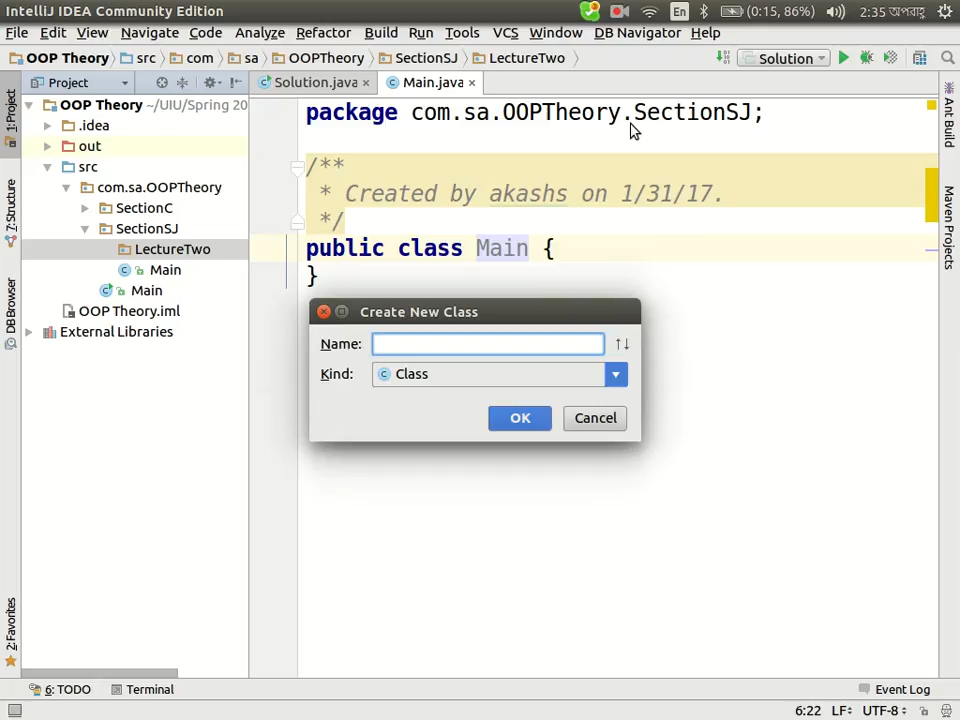 IntelliJ IDEA Community Edition
En
(0:15, 86%)
2:35 অপরাহ্ণ
File Edit View Navigate Code Analyze Refactor Build Run Tools VCS Window DB Navigator Help
OOP Theory src com sa OOPTheory SectionSJ LectureTwo
Solution
Project
Solution.java × Main.java ×
1: Project
7: Structure
DB Browser
2: Favorites
OOP Theory ~/UIU/Spring 20
.idea
out
src
com.sa.OOPTheory
SectionC
SectionSJ
LectureTwo
Main
Main
OOP Theory.iml
External Libraries
package com.sa.OOPTheory.SectionSJ;
/**
* Created by akashs on 1/31/17.
*/
public class Main {
}
Create New Class
Name:
Kind: Class
OK Cancel
Ant Build
Maven Projects
6: TODO Terminal Event Log
6:22 LF÷ UTF-8÷